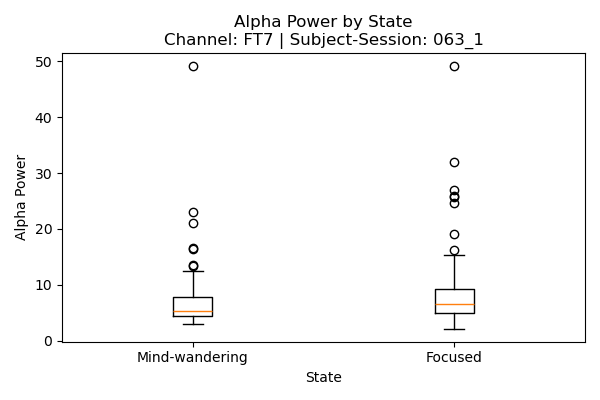 Alpha Power by State
Channel: FT7 | Subject-Session: 063_1
50
40
30
20
10
0
Alpha Power
Mind-wandering
Focused
State